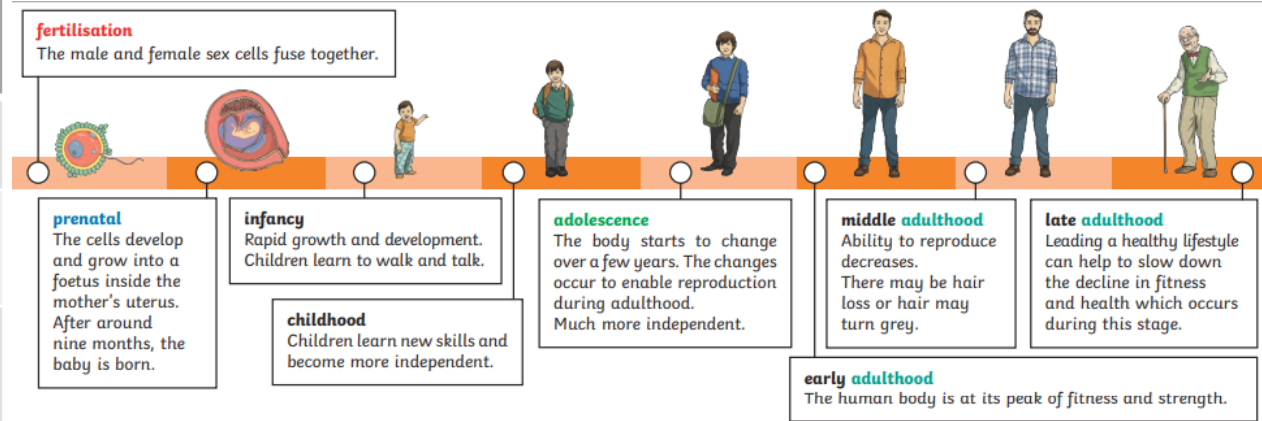 fertilisation
The male and female sex cells fuse together.
prenatal
The cells develop
and grow into a
foetus inside the
mother's uterus.
After around
nine months, the
baby is born.
infancy
Rapid growth and development.
Children learn to walk and talk.
childhood
Children learn new skills and
become more independent.
adolescence
The body starts to change
over a few years. The changes
occur to enable reproduction
during adulthood.
Much more independent.
early adulthood
The human body is at its peak of fitness and strength.
middle adulthood
Ability to reproduce
decreases.
There may be hair
loss or hair may
turn grey.
late adulthood
Leading a healthy lifestyle
can help to slow down
the decline in fitness
and health which occurs
during this stage.